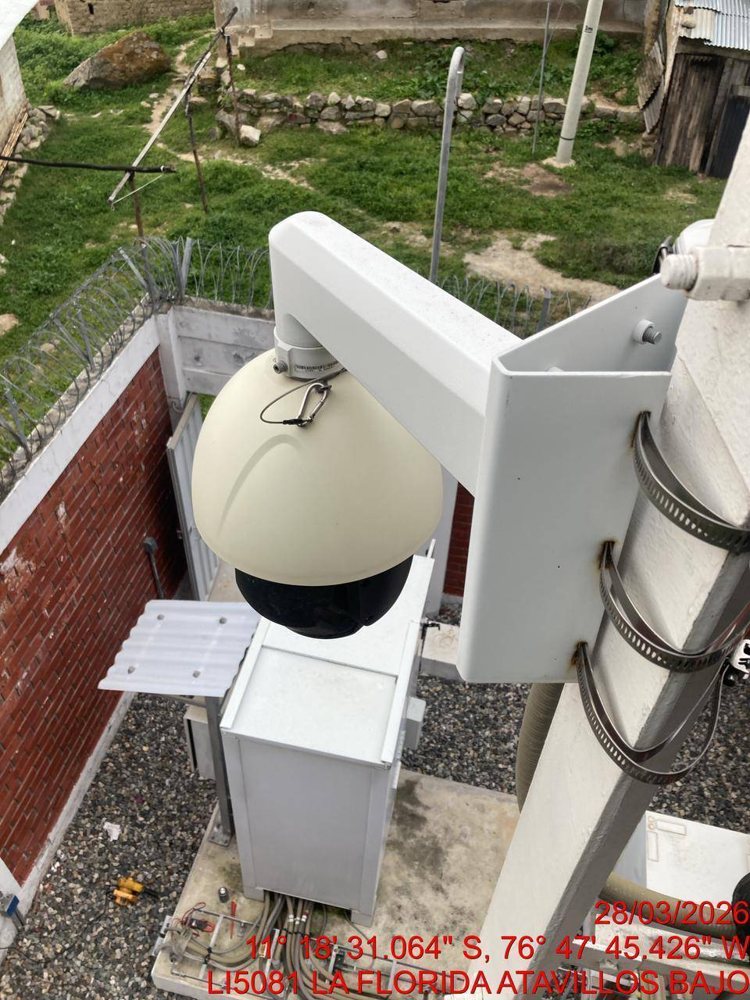 28/03/2026
11° 18' 31.064" S, 76° 47' 45.426" W
LI5081 LA FLORIDA ATAVILLOS BAJO